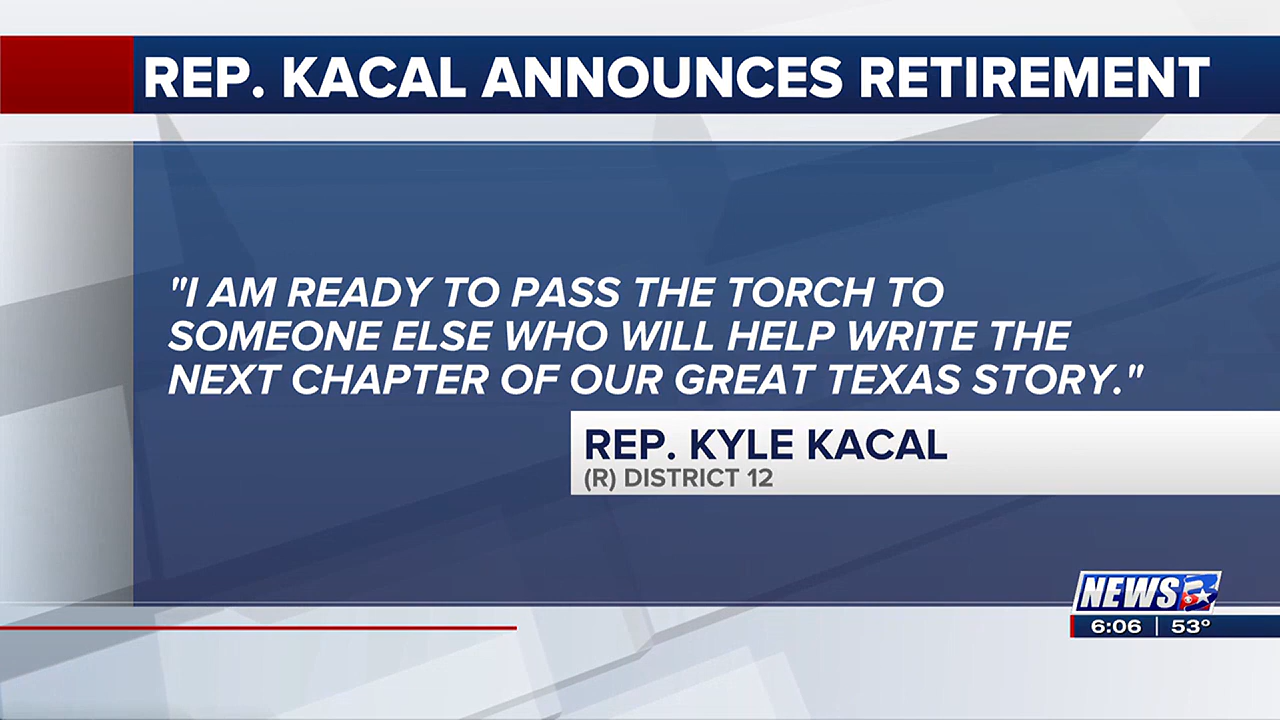 REP. KACAL ANNOUNCES RETIREMENT
"I AM READY TO PASS THE TORCH TO
SOMEONE ELSE WHO WILL HELP WRITE THE
NEXT CHAPTER OF OUR GREAT TEXAS STORY."
REP. KYLE KACAL
(R) DISTRICT 12
NEWS 3
6:06 | 53°